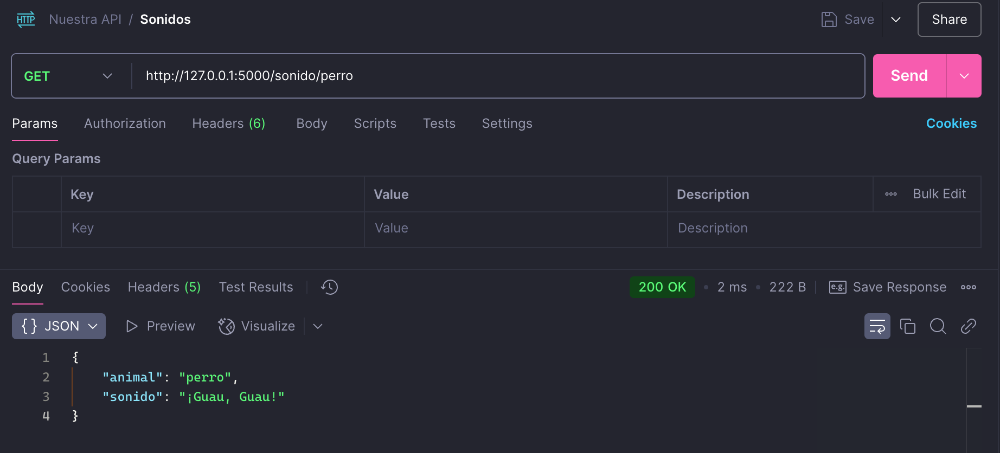 HTTP Nuestra API / Sonidos Save Share
GET http://127.0.0.1:5000/sonido/perro Send
Params Authorization Headers (6) Body Scripts Tests Settings Cookies
Query Params
Key Value Description Bulk Edit
Key Value Description
Body Cookies Headers (5) Test Results 200 OK • 2 ms • 222 B e.g. Save Response
{} JSON Preview Visualize
1 {
2 "animal": "perro",
3 "sonido": "¡Guau, Guau!"
4 }